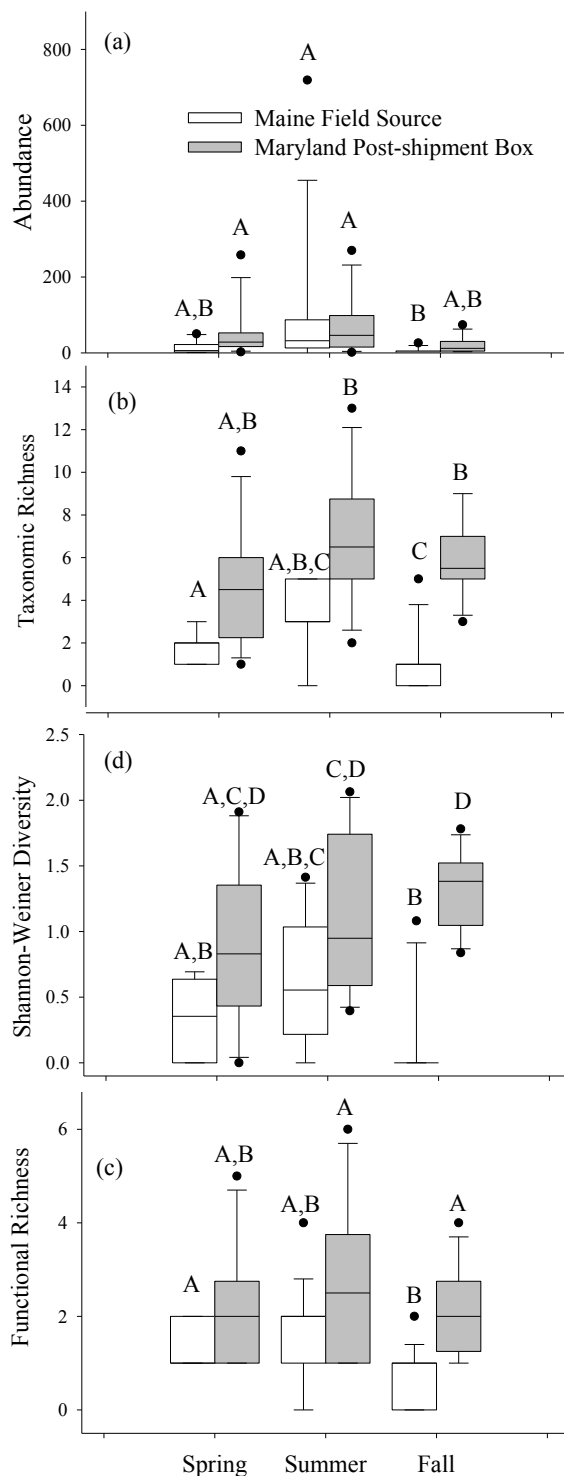 (a)
800
600
400
200
0
Abundance
Maine Field Source
Maryland Post-shipment Box
A,B
A
A
A
B
A,B
(b)
14
12
10
8
6
4
2
0
Taxonomic Richness
A
A,B
A,B,C
B
C
B
(d)
2.5
2.0
1.5
1.0
0.5
0.0
Shannon-Weiner Diversity
A,B
A,C,D
A,B,C
C,D
B
D
(c)
6
4
2
0
Functional Richness
A
A,B
A,B
A
B
A
Spring Summer Fall